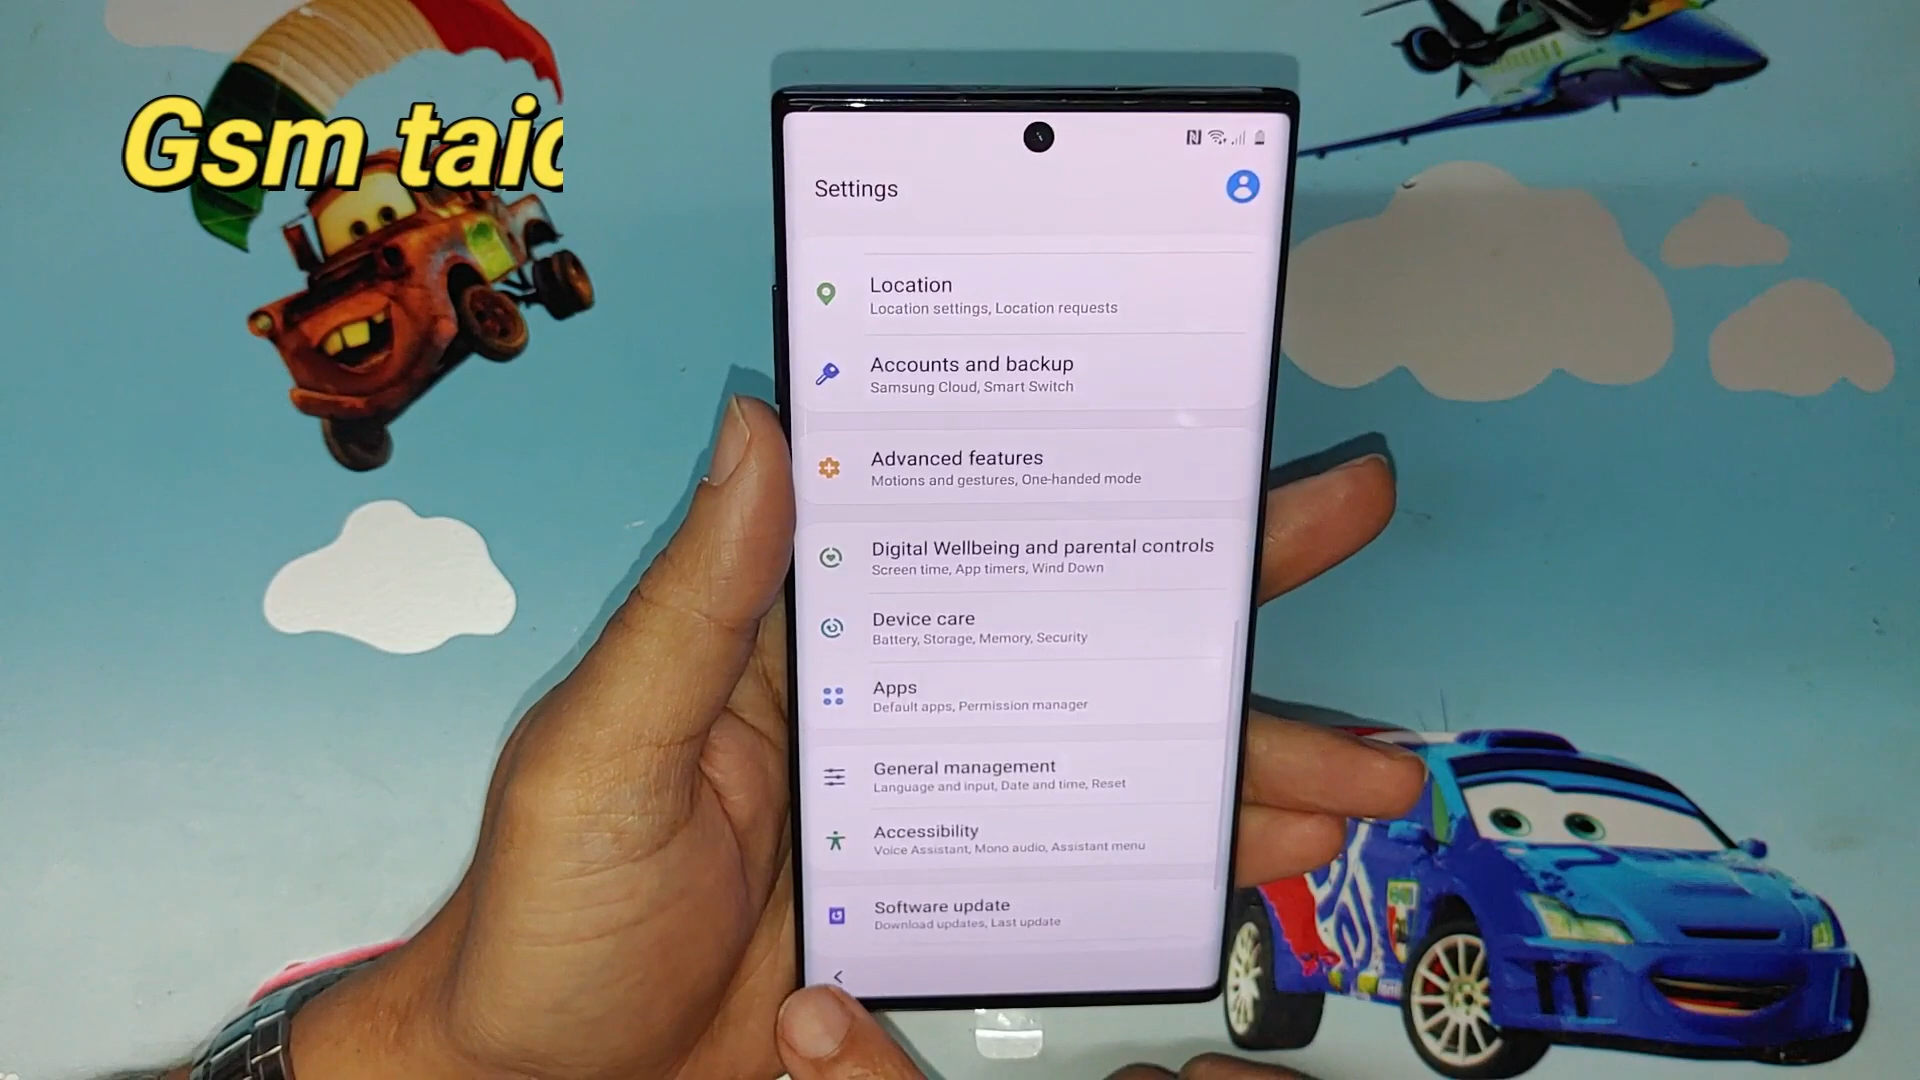 Gsm taic
Settings
Location
Location settings, Location requests
Accounts and backup
Samsung Cloud, Smart Switch
Advanced features
Motions and gestures, One-handed mode
Digital Wellbeing and parental controls
Screen time, App timers, Wind Down
Device care
Battery, Storage, Memory, Security
Apps
Default apps, Permission manager
General management
Language and input, Date and time, Reset
Accessibility
Voice Assistant, Mono audio, Assistant menu
Software update
Download updates, Last update